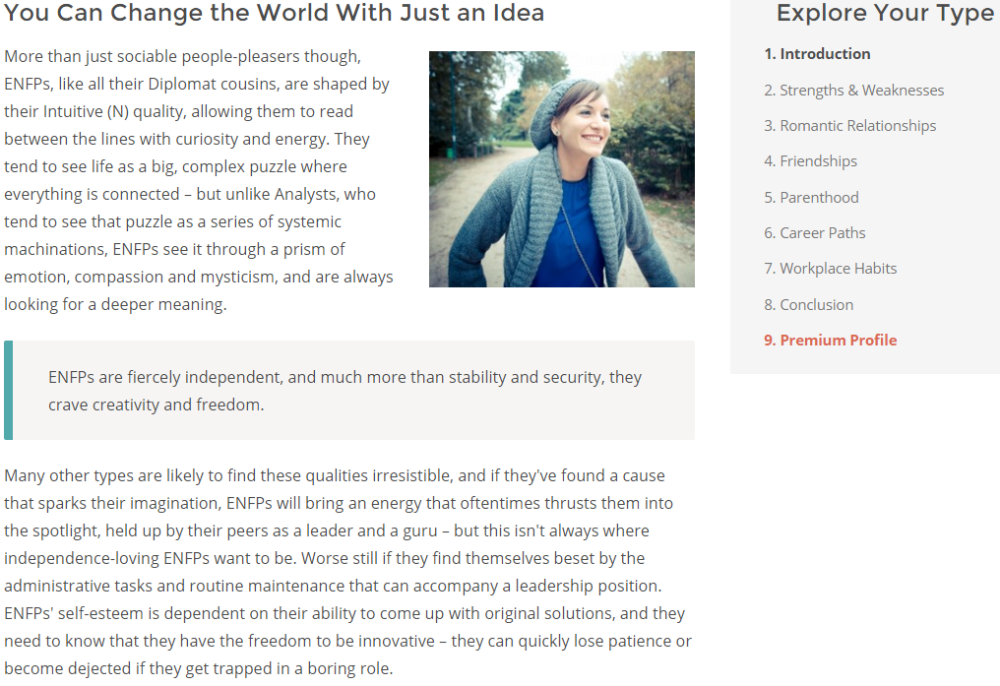 You Can Change the World With Just an Idea
More than just sociable people-pleasers though,
ENFPs, like all their Diplomat cousins, are shaped by
their Intuitive (N) quality, allowing them to read
between the lines with curiosity and energy. They
tend to see life as a big, complex puzzle where
everything is connected – but unlike Analysts, who
tend to see that puzzle as a series of systemic
machinations, ENFPs see it through a prism of
emotion, compassion and mysticism, and are always
looking for a deeper meaning.
ENFPs are fiercely independent, and much more than stability and security, they
crave creativity and freedom.
Many other types are likely to find these qualities irresistible, and if they've found a cause
that sparks their imagination, ENFPs will bring an energy that oftentimes thrusts them into
the spotlight, held up by their peers as a leader and a guru – but this isn't always where
independence-loving ENFPs want to be. Worse still if they find themselves beset by the
administrative tasks and routine maintenance that can accompany a leadership position.
ENFPs' self-esteem is dependent on their ability to come up with original solutions, and they
need to know that they have the freedom to be innovative – they can quickly lose patience or
become dejected if they get trapped in a boring role.
Explore Your Type
1. Introduction
2. Strengths & Weaknesses
3. Romantic Relationships
4. Friendships
5. Parenthood
6. Career Paths
7. Workplace Habits
8. Conclusion
9. Premium Profile